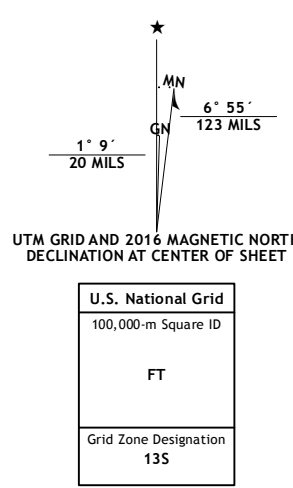 MN
GN
6° 55´
123 MILS
1° 9´
20 MILS
UTM GRID AND 2016 MAGNETIC NORTH
DECLINATION AT CENTER OF SHEET
U.S. National Grid
100,000-m Square ID
FT
Grid Zone Designation
13S